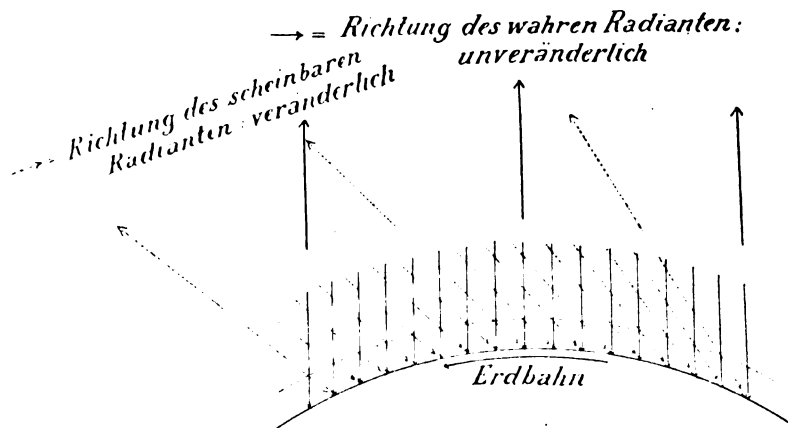 = Richtung des wahren Radianten:
unveränderlich
Richtung des scheinbaren
Radianten: veränderlich
Erdbahn